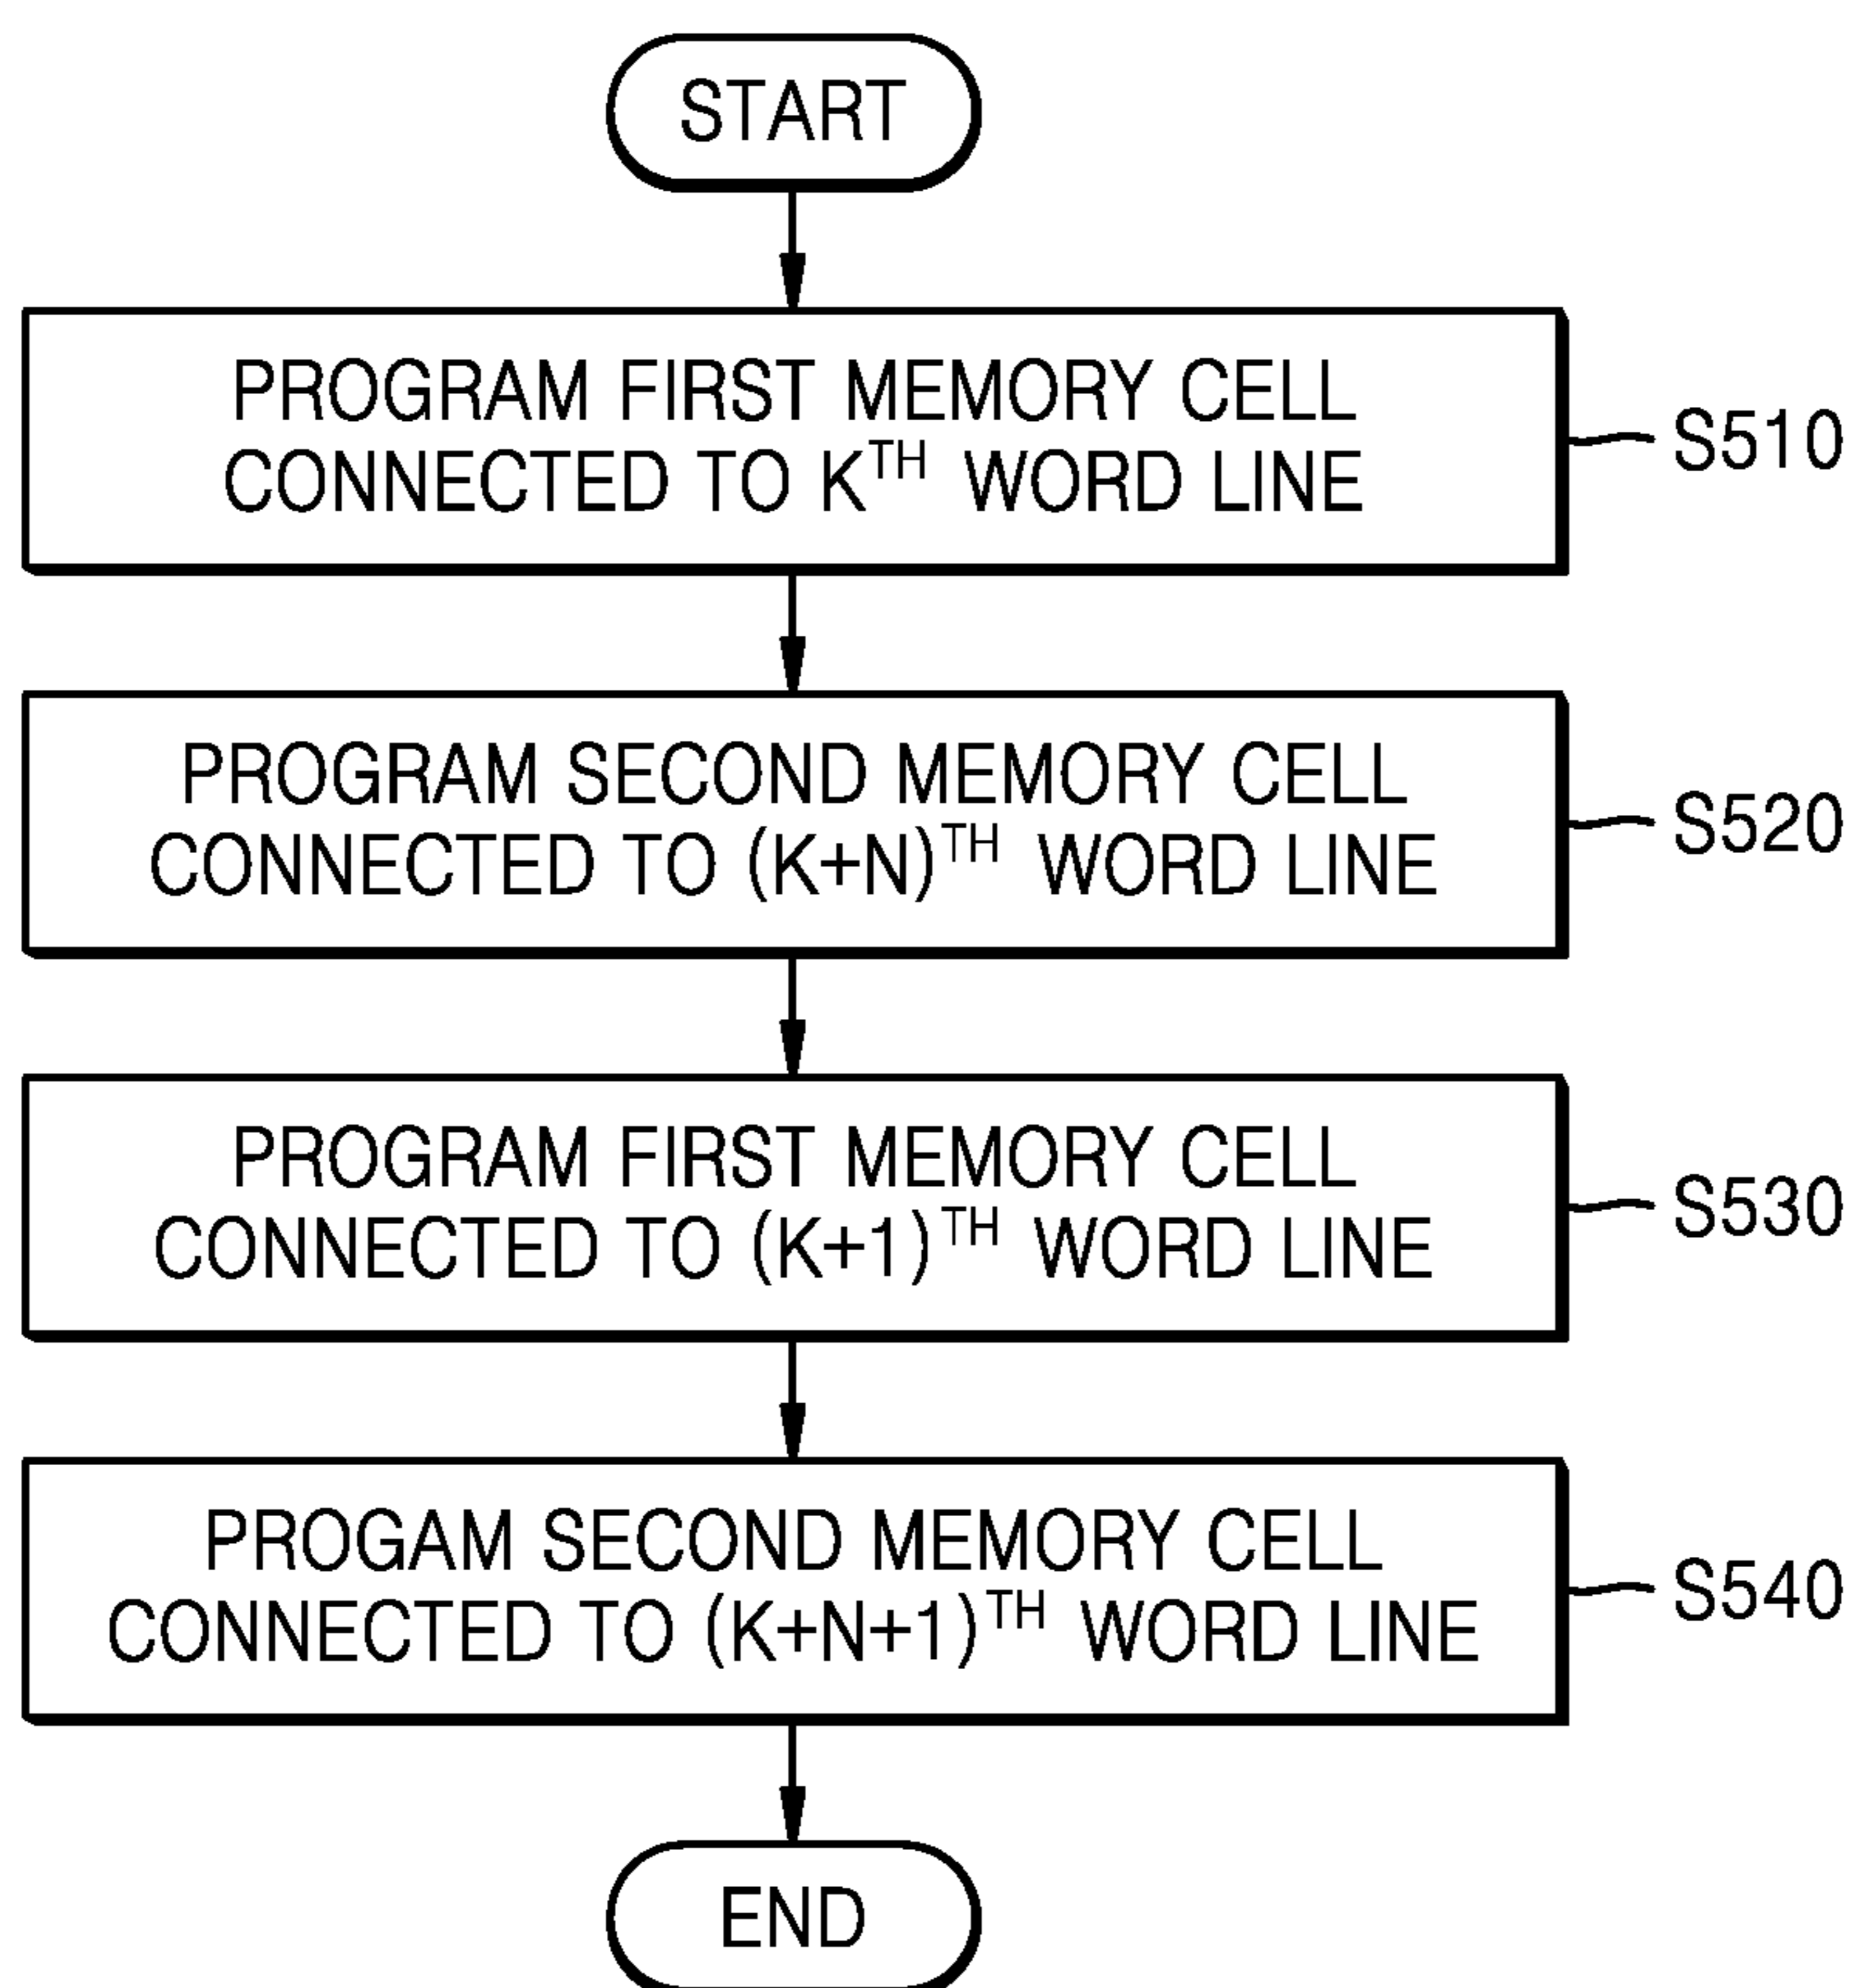 START
PROGRAM FIRST MEMORY CELL
CONNECTED TO K^TH WORD LINE
S510
PROGRAM SECOND MEMORY CELL
CONNECTED TO (K+N)^TH WORD LINE
S520
PROGRAM FIRST MEMORY CELL
CONNECTED TO (K+1)^TH WORD LINE
S530
PROGAM SECOND MEMORY CELL
CONNECTED TO (K+N+1)^TH WORD LINE
S540
END